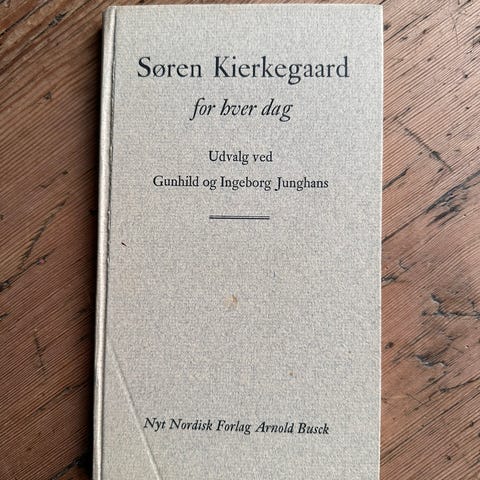 Søren Kierkegaard
for hver dag
Udvalg ved
Gunhild og Ingeborg Junghans
Nyt Nordisk Forlag Arnold Busck